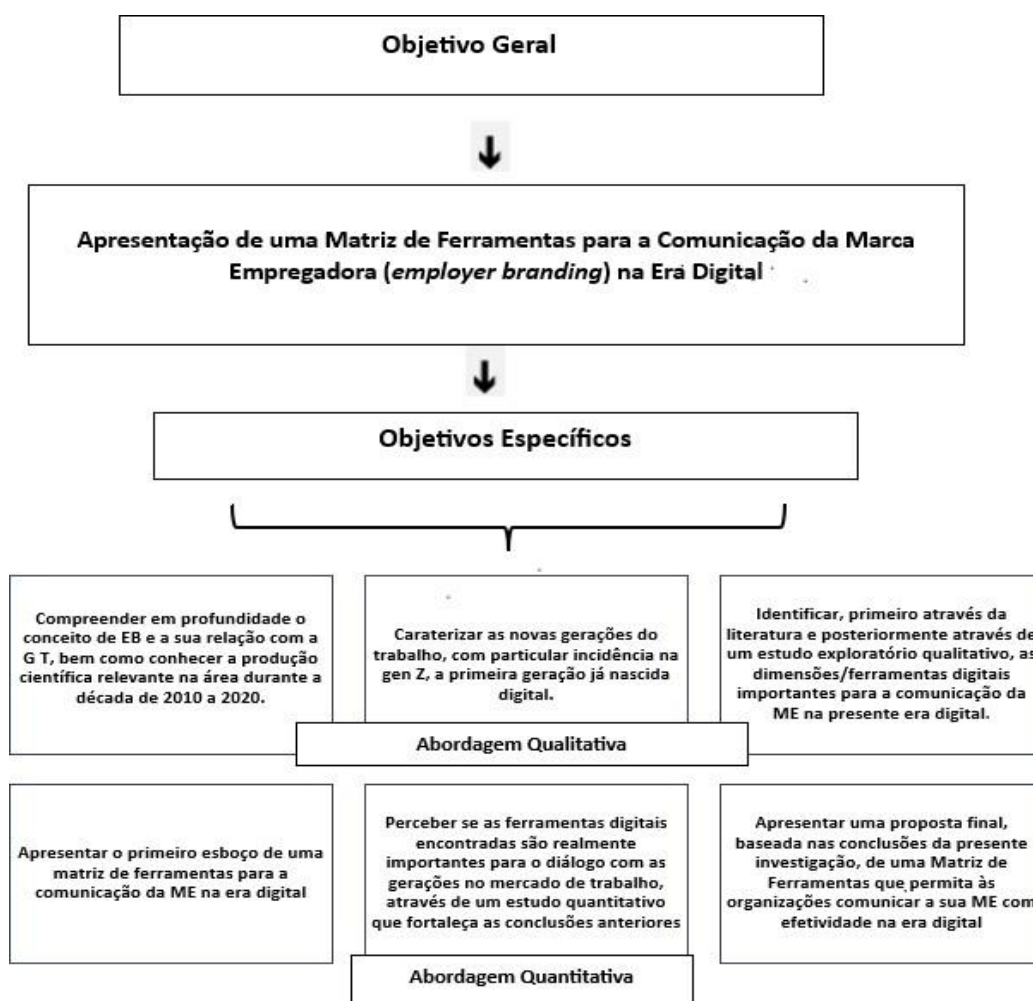 Objetivo Geral
Apresentação de uma Matriz de Ferramentas para a Comunicação da Marca
Empregadora (employer branding) na Era Digital
Objetivos Específicos
Compreender em profundidade o
conceito de EB e a sua relação com a
G T, bem como conhecer a produção
científica relevante na área durante a
década de 2010 a 2020.
Caraterizar as novas gerações do
trabalho, com particular incidência na
gen Z, a primeira geração já nascida
digital.
Identificar, primeiro através da
literatura e posteriormente através de
um estudo exploratório qualitativo, as
dimensões/ferramentas digitais
importantes para a comunicação da
ME na presente era digital.
Abordagem Qualitativa
Apresentar o primeiro esboço de uma
matriz de ferramentas para a
comunicação da ME na era digital
Perceber se as ferramentas digitais
encontradas são realmente
importantes para o diálogo com as
gerações no mercado de trabalho,
através de um estudo quantitativo
que fortaleça as conclusões anteriores
Apresentar uma proposta final,
baseada nas conclusões da presente
investigação, de uma Matriz de
Ferramentas que permita às
organizações comunicar a sua ME com
efetividade na era digital
Abordagem Quantitativa